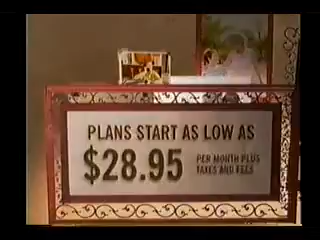 PLANS START AS LOW AS
$28.95
PER MONTH PLUS
TAXES AND FEES